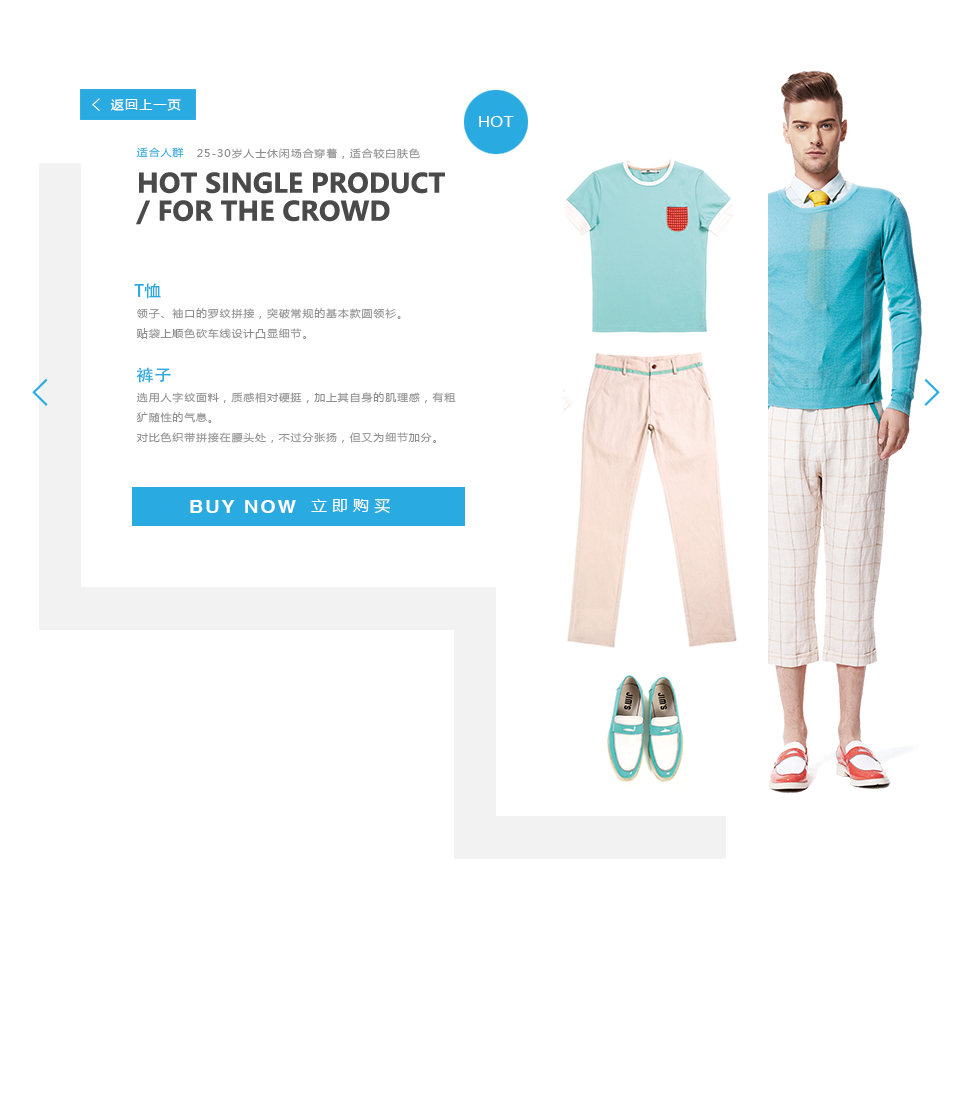 返回上一页
HOT
适合人群 25-30岁人士休闲场合穿着，适合较白肤色
HOT SINGLE PRODUCT
/ FOR THE CROWD
T恤
领子、袖口的罗纹拼接，突破常规的基本款圆领衫。
贴袋上顺色砍车线设计凸显细节。
裤子
选用人字纹面料，质感相对硬挺，加上其自身的肌理感，有粗
犷随性的气息。
对比色织带拼接在腰头处，不过分张扬，但又为细节加分。
BUY NOW 立即购买
JIM'S
JIM'S